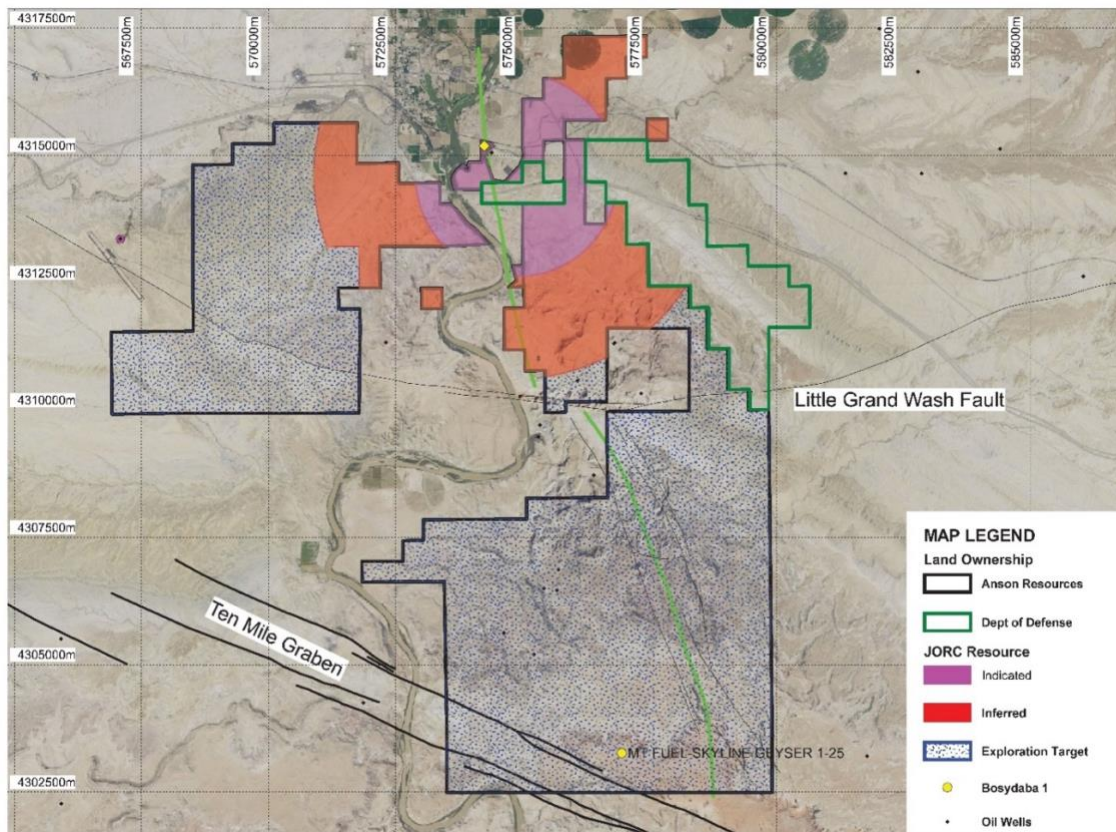 4317500m
567500m
570000m
572500m
575000m
577500m
580000m
582500m
585000m
4315000m
4312500m
4310000m
Little Grand Wash Fault
4307500m
Ten Mile Graben
4305000m
MT FUEL-SKYLINE GEYSER 1-25
4302500m
MAP LEGEND
Land Ownership
Anson Resources
Dept of Defense
JORC Resource
Indicated
Inferred
Exploration Target
Bosydaba 1
Oil Wells